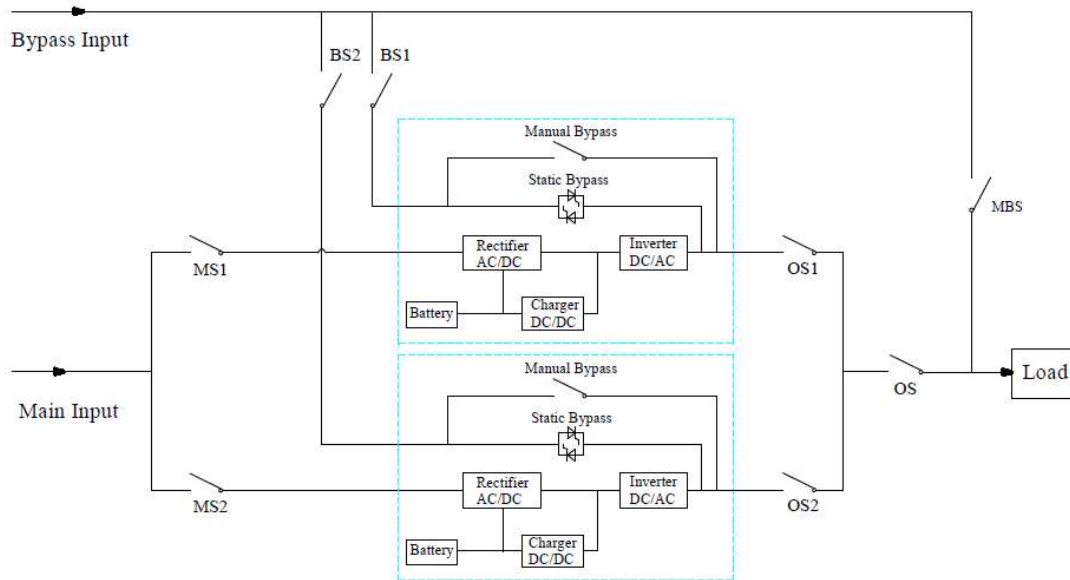 Bypass Input
BS2
BS1
Manual Bypass
Static Bypass
MBS
MS1
Rectifier
AC/DC
Inverter
DC/AC
OS1
Battery
Charger
DC/DC
Main Input
Manual Bypass
OS
Load
Static Bypass
MS2
Rectifier
AC/DC
Inverter
DC/AC
OS2
Battery
Charger
DC/DC